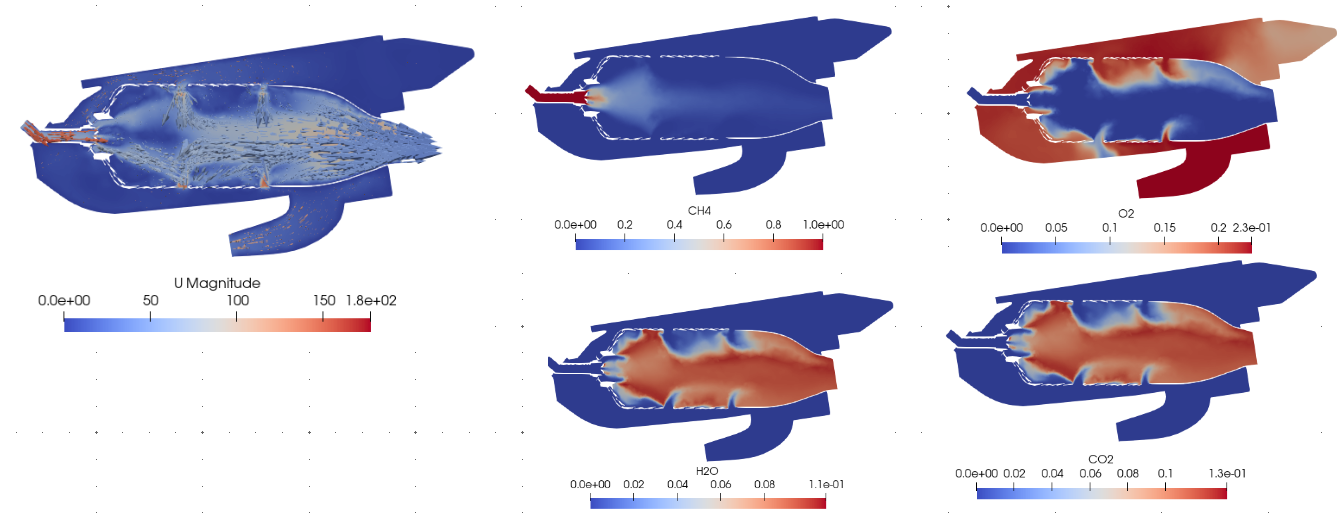 U Magnitude
0.0e+00 50 100 150 1.8e+02
CH4
0.0e+00 0.2 0.4 0.6 0.8 1.0e+00
O2
0.0e+00 0.05 0.1 0.15 0.2 2.3e-01
H2O
0.0e+00 0.02 0.04 0.06 0.08 1.1e-01
CO2
0.0e+00 0.02 0.04 0.06 0.08 0.1 1.3e-01